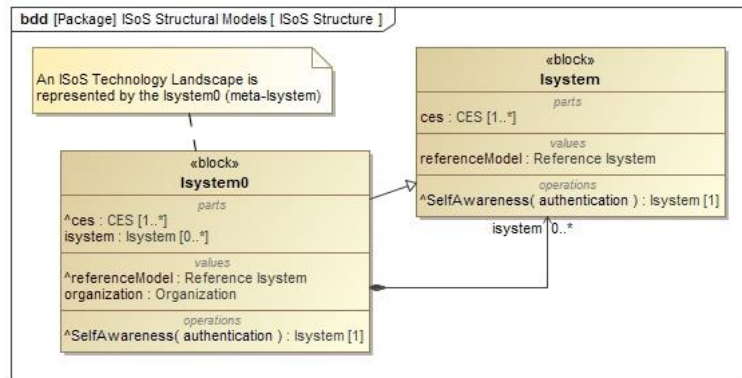 bdd [Package] ISoS Structural Models [ ISoS Structure ]
An ISoS Technology Landscape is
represented by the Isystem0 (meta-Isystem)
«block»
Isystem
parts
ces : CES [1..*]
values
referenceModel : Reference Isystem
operations
^SelfAwareness( authentication ) : Isystem [1]
isystem 0..*
«block»
Isystem0
parts
^ces : CES [1..*]
isystem : Isystem [0..*]
values
^referenceModel : Reference Isystem
organization : Organization
operations
^SelfAwareness( authentication ) : Isystem [1]